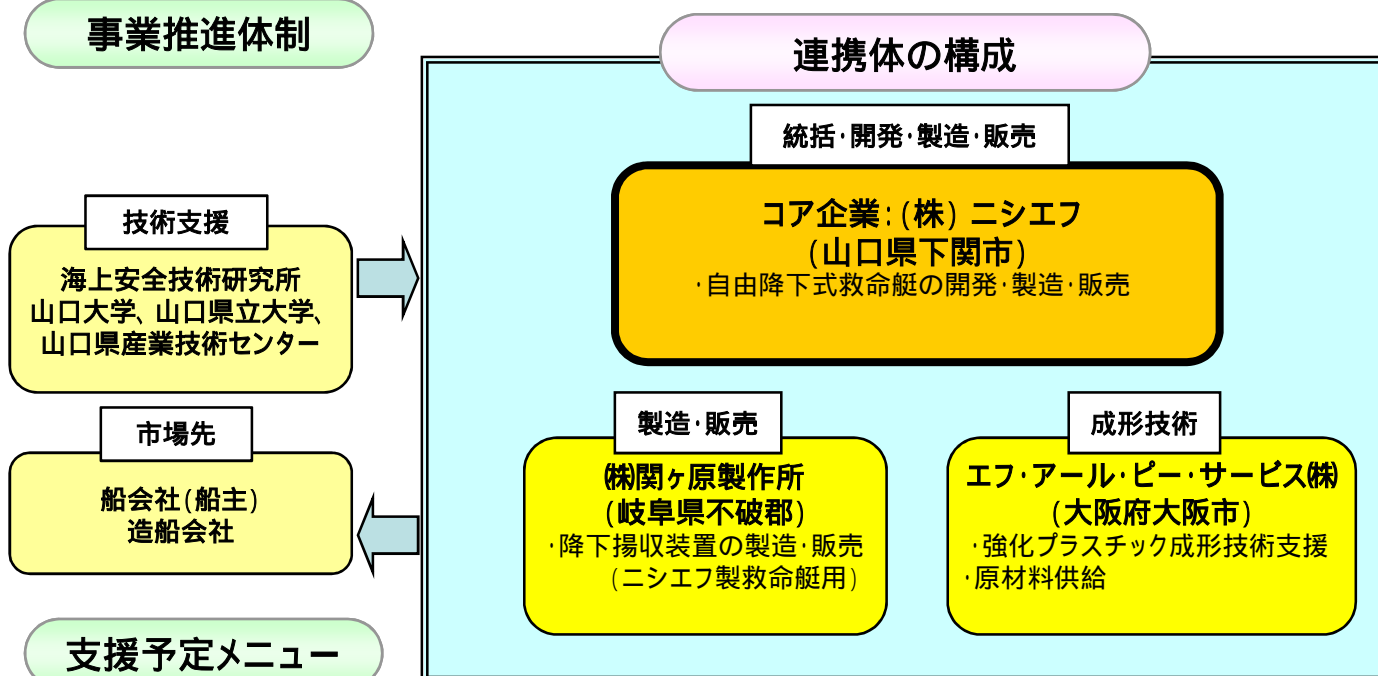 事業推進体制
連携体の構成
統括・開発・製造・販売
コア企業：(株) ニシエフ
(山口県下関市)
・自由降下式救命艇の開発・製造・販売
技術支援
海上安全技術研究所
山口大学、山口県立大学、
山口県産業技術センター
市場先
船会社(船主)
造船会社
製造・販売
㈱関ヶ原製作所
(岐阜県不破郡)
・降下揚収装置の製造・販売
(ニシエフ製救命艇用)
成形技術
エフ・アール・ピー・サービス㈱
(大阪府大阪市)
・強化プラスチック成形技術支援
・原材料供給
支援予定メニュー